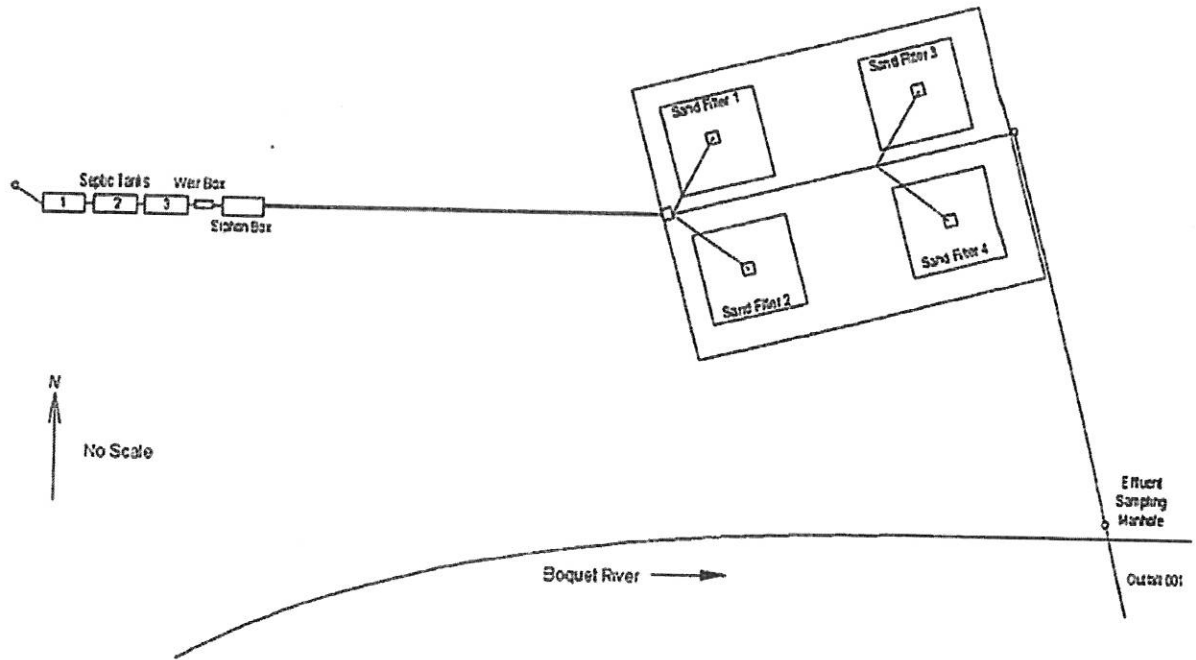 Sand Filter 3
Sand Filter 1
Septic Tanks
Weir Box
1
2
3
Siphon Box
Sand Filter 4
Sand Filter 2
N
No Scale
Effluent
Sampling
Manhole
Boquet River
Outfall 001